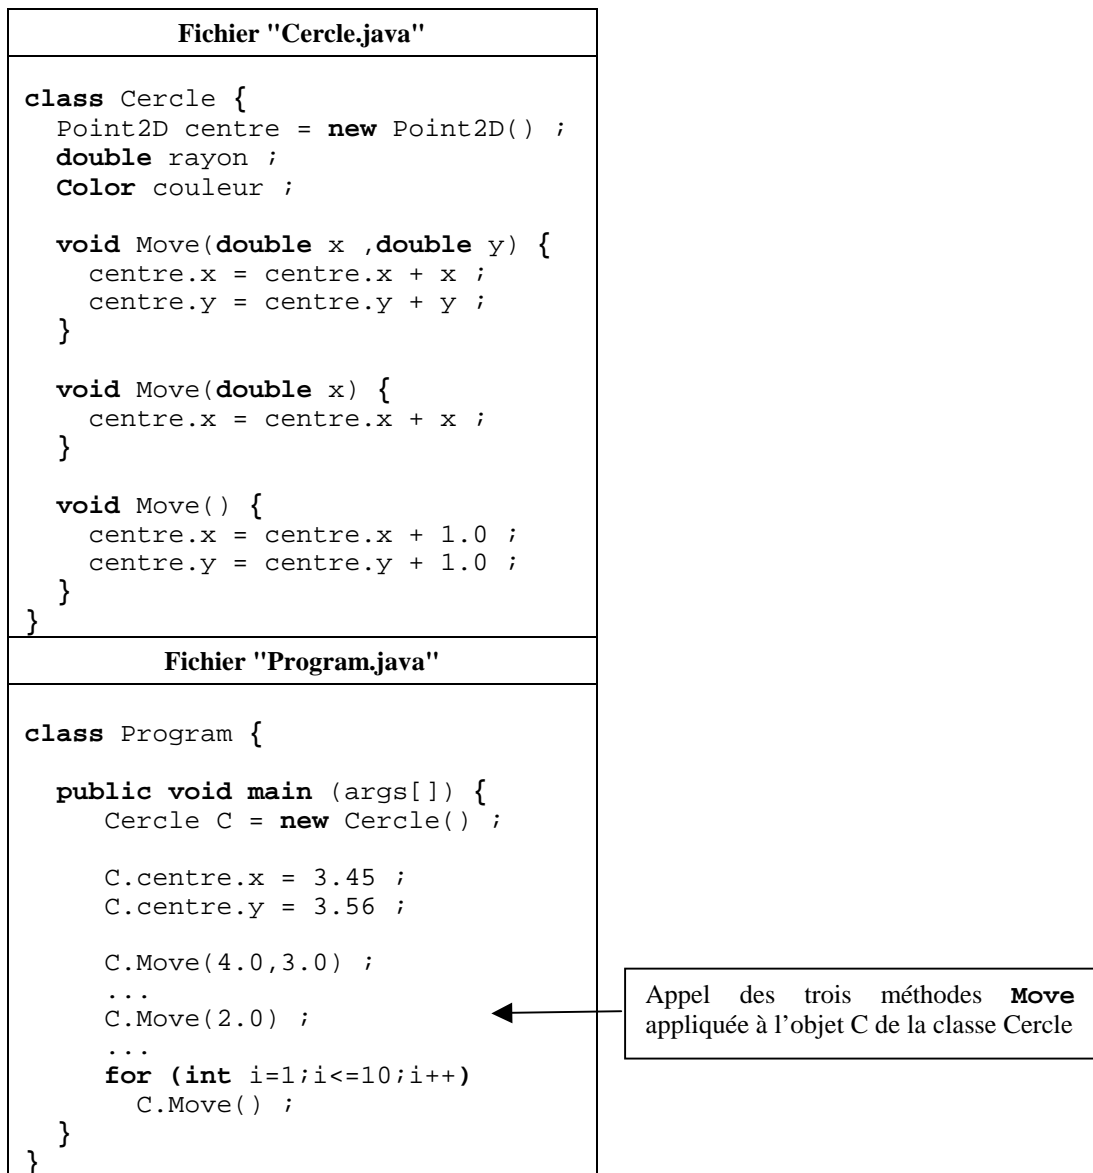 Fichier "Cercle.java"
class Cercle {
Point2D centre = new Point2D() ;
double rayon ;
Color couleur ;
void Move(double x ,double y) {
centre.x = centre.x + x ;
centre.y = centre.y + y ;
}
void Move(double x) {
centre.x = centre.x + x ;
}
void Move() {
centre.x = centre.x + 1.0 ;
centre.y = centre.y + 1.0 ;
}
}
Fichier "Program.java"
class Program {
public void main (args[]) {
Cercle C = new Cercle() ;
C.centre.x = 3.45 ;
C.centre.y = 3.56 ;
C.Move(4.0,3.0) ;
...
C.Move(2.0) ;
...
for (int i=1;i<=10;i++)
C.Move() ;
}
}
Appel des trois méthodes Move
appliquée à l'objet C de la classe Cercle